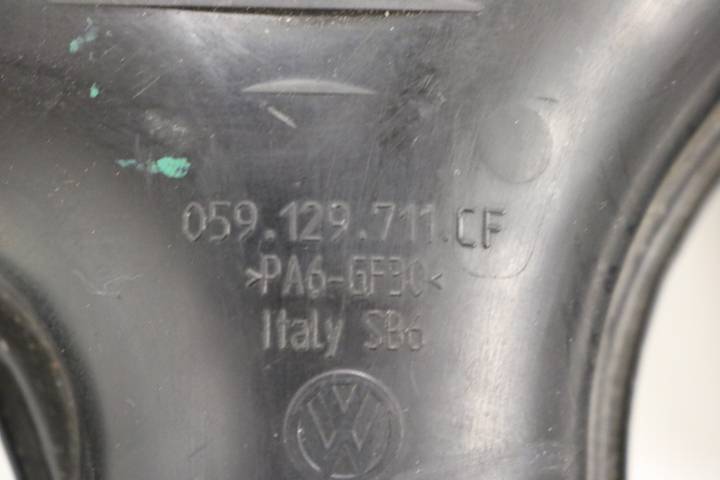 059.129.711.CF
>PA6-GF30<
Italy SB6
VW